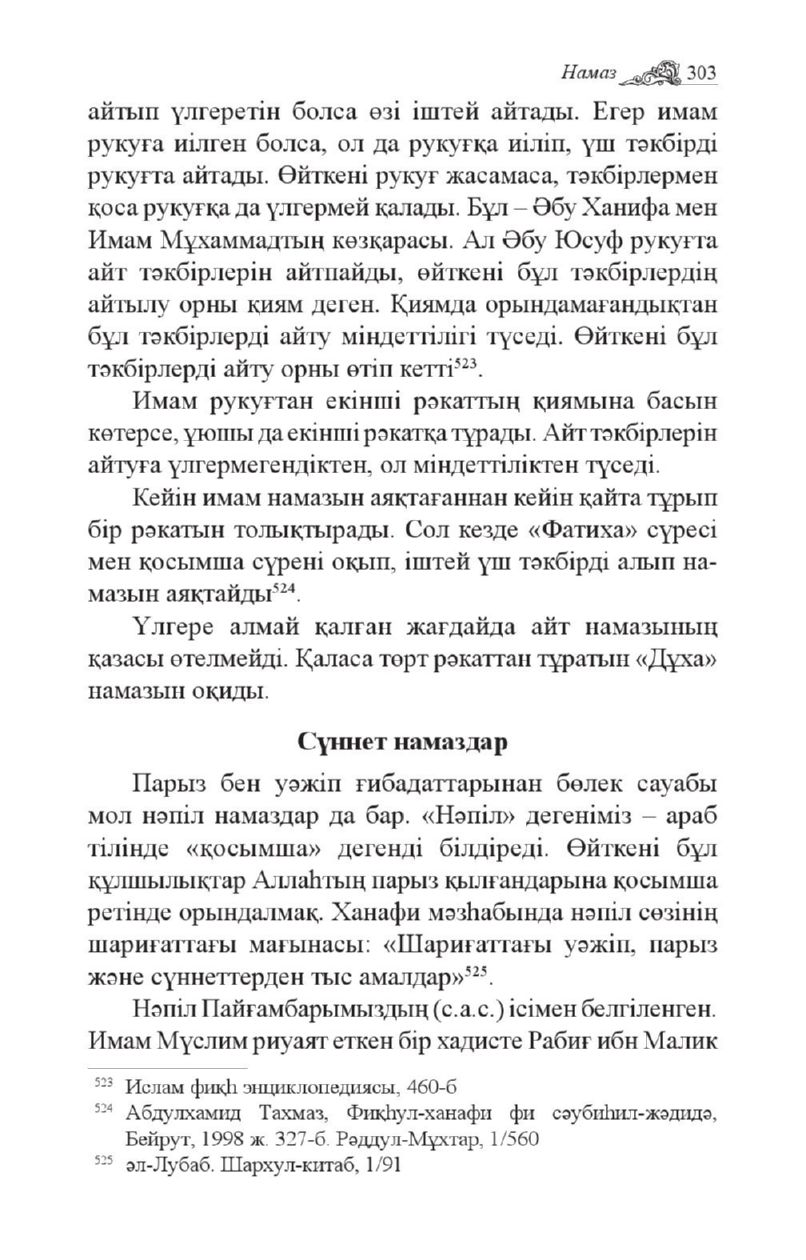 Намаз 303
айтып үлгеретін болса өзі іштей айтады. Егер имам
рукуға иілген болса, ол да рукуғқа иіліп, үш тәкбірді
рукуғта айтады. Өйткені рукуғ жасамаса, тәкбірлермен
қоса рукуғқа да үлгермей қалады. Бұл – Әбу Ханифа мен
Имам Мұхаммадтың көзқарасы. Ал Әбу Юсуф рукуғта
айт тәкбірлерін айтпайды, өйткені бұл тәкбірлердің
айтылу орны қиям деген. Қиямда орындамағандықтан
бұл тәкбірлерді айту міндеттілігі түседі. Өйткені бұл
тәкбірлерді айту орны өтіп кетті⁵²³.
Имам рукуғтан екінші рәкаттың қиямына басын
көтерсе, ұюшы да екінші рәкатқа тұрады. Айт тәкбірлерін
айтуға үлгермегендіктен, ол міндеттіліктен түседі.
Кейін имам намазын аяқтағаннан кейін қайта тұрып
бір рәкатын толықтырады. Сол кезде «Фатиха» сүресі
мен қосымша сүрені оқып, іштей үш тәкбірді алып на-
мазын аяқтайды⁵²⁴.
Үлгере алмай қалған жағдайда айт намазының
қазасы өтелмейді. Қаласа төрт рәкаттан тұратын «Дұха»
намазын оқиды.
Сүннет намаздар
Парыз бен уәжіп ғибадаттарынан бөлек сауабы
мол нәпіл намаздар да бар. «Нәпіл» дегеніміз – араб
тілінде «қосымша» дегенді білдіреді. Өйткені бұл
құлшылықтар Аллаһтың парыз қылғандарына қосымша
ретінде орындалмақ. Ханафи мәзһабында нәпіл сөзінің
шариғаттағы мағынасы: «Шариғаттағы уәжіп, парыз
және сүннеттерден тыс амалдар»⁵²⁵.
Нәпіл Пайғамбарымыздың (с.а.с.) ісімен белгіленген.
Имам Мүслим риуаят еткен бір хадисте Рабиғ ибн Малик
⁵²³ Ислам фиқһ энциклопедиясы, 460-б
⁵²⁴ Абдулхамид Тахмаз, Фиқһул-ханафи фи сәубиһил-жәдидә,
Бейрут, 1998 ж. 327-б. Рәддул-Мұхтар, 1/560
⁵²⁵ әл-Лубаб. Шархул-китаб, 1/91